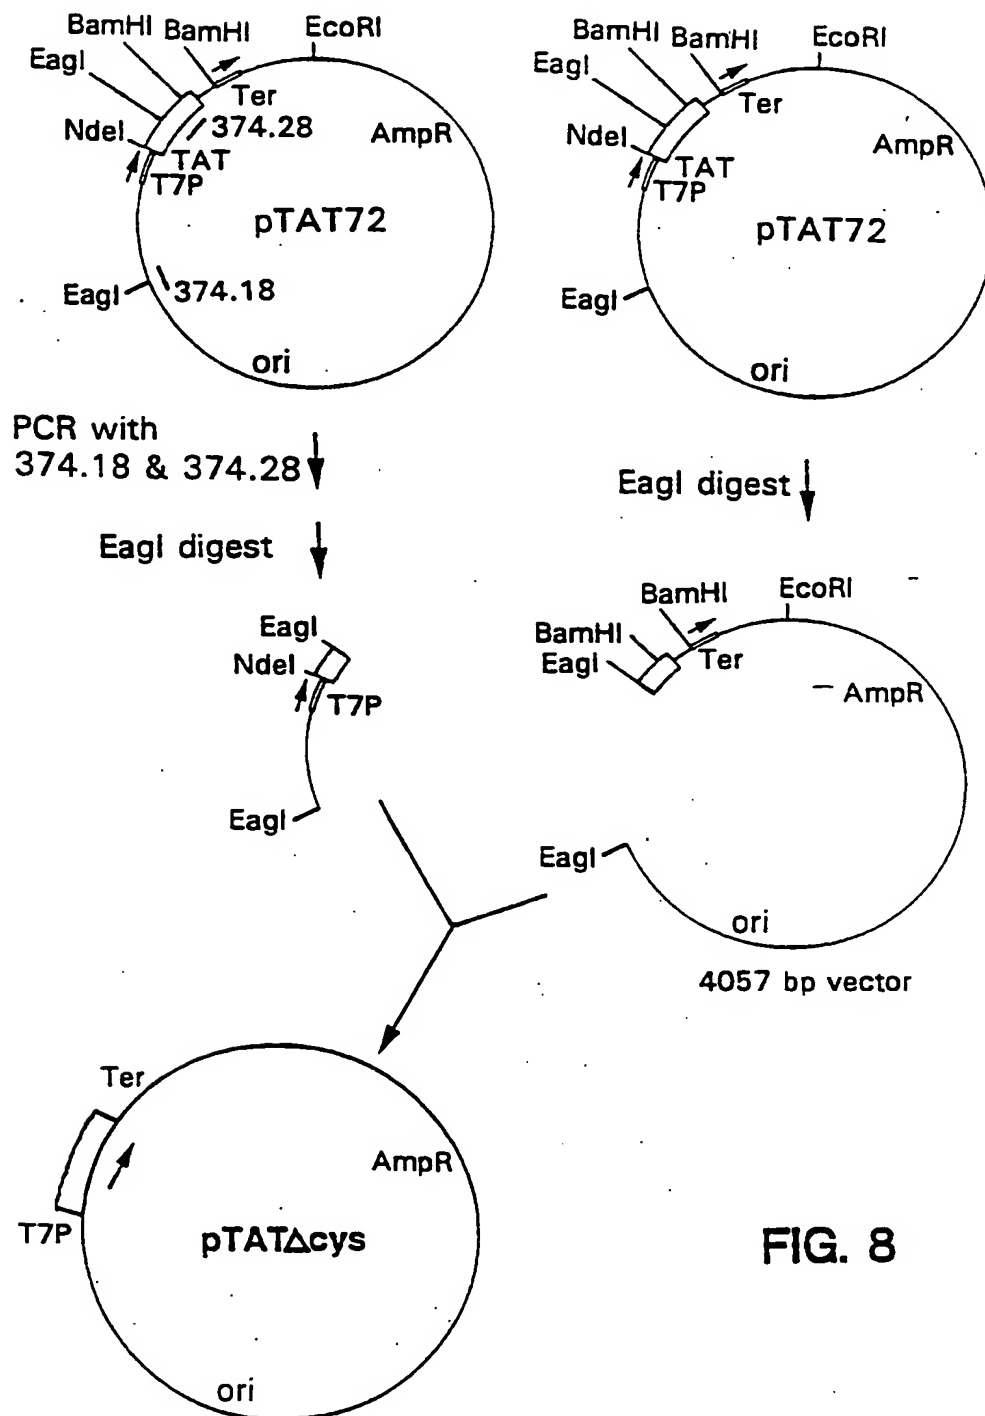 BamHI
BamHI
EcoRI
EagI
Ter
NdeI
374.28
AmpR
TAT
T7P
pTAT72
EagI
374.18
ori
BamHI
BamHI
EcoRI
EagI
Ter
NdeI
AmpR
TAT
T7P
pTAT72
EagI
ori
PCR with
374.18 & 374.28
EagI digest
EagI digest
EagI
NdeI
T7P
EagI
BamHI
EcoRI
BamHI
EagI
Ter
AmpR
EagI
ori
4057 bp vector
Ter
AmpR
T7P
pTATΔcys
ori
FIG. 8